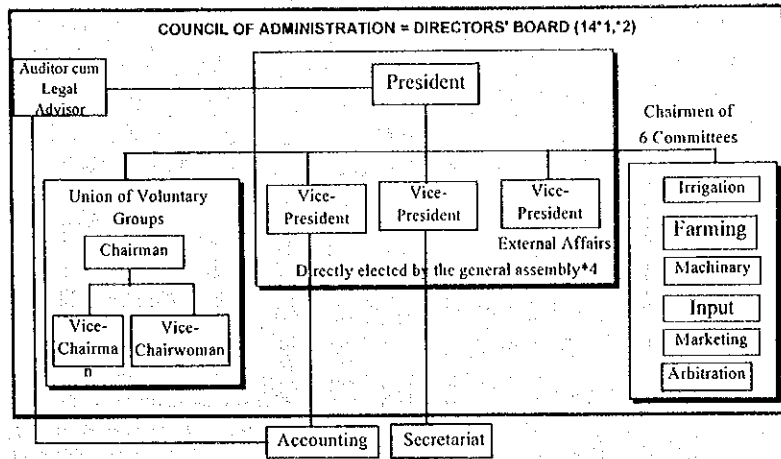 COUNCIL OF ADMINISTRATION = DIRECTORS' BOARD (14*1,*2)
Auditor cum
Legal
Advisor
President
Chairmen of
6 Committees
Union of Voluntary
Groups
Chairman
Vice-
Chairma
n
Vice-
Chairwoman
Vice-
President
Vice-
President
Vice-
President
External Affairs
Directly elected by the general assembly*4
Irrigation
Farming
Machinary
Input
Marketing
Arbitration
Accounting
Secretariat